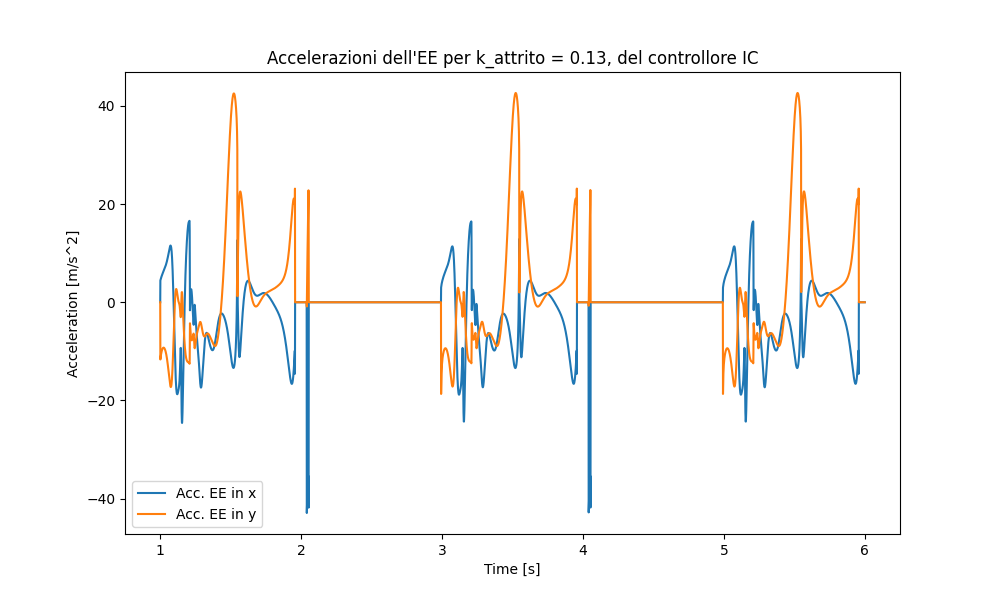 Accelerazioni dell'EE per k_attrito = 0.13, del controllore IC
Acceleration [m/s^2]
40
20
0
−20
−40
Acc. EE in x
Acc. EE in y
1 2 3 4 5 6
Time [s]